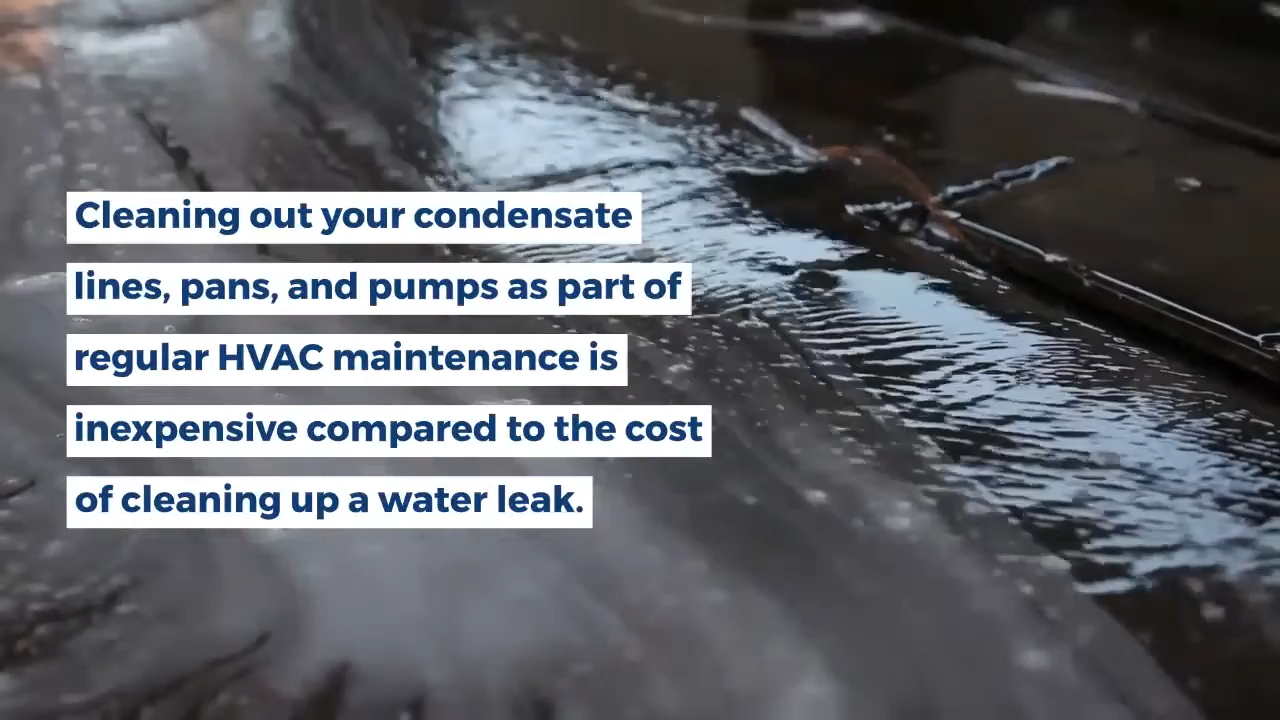 Cleaning out your condensate
lines, pans, and pumps as part of
regular HVAC maintenance is
inexpensive compared to the cost
of cleaning up a water leak.